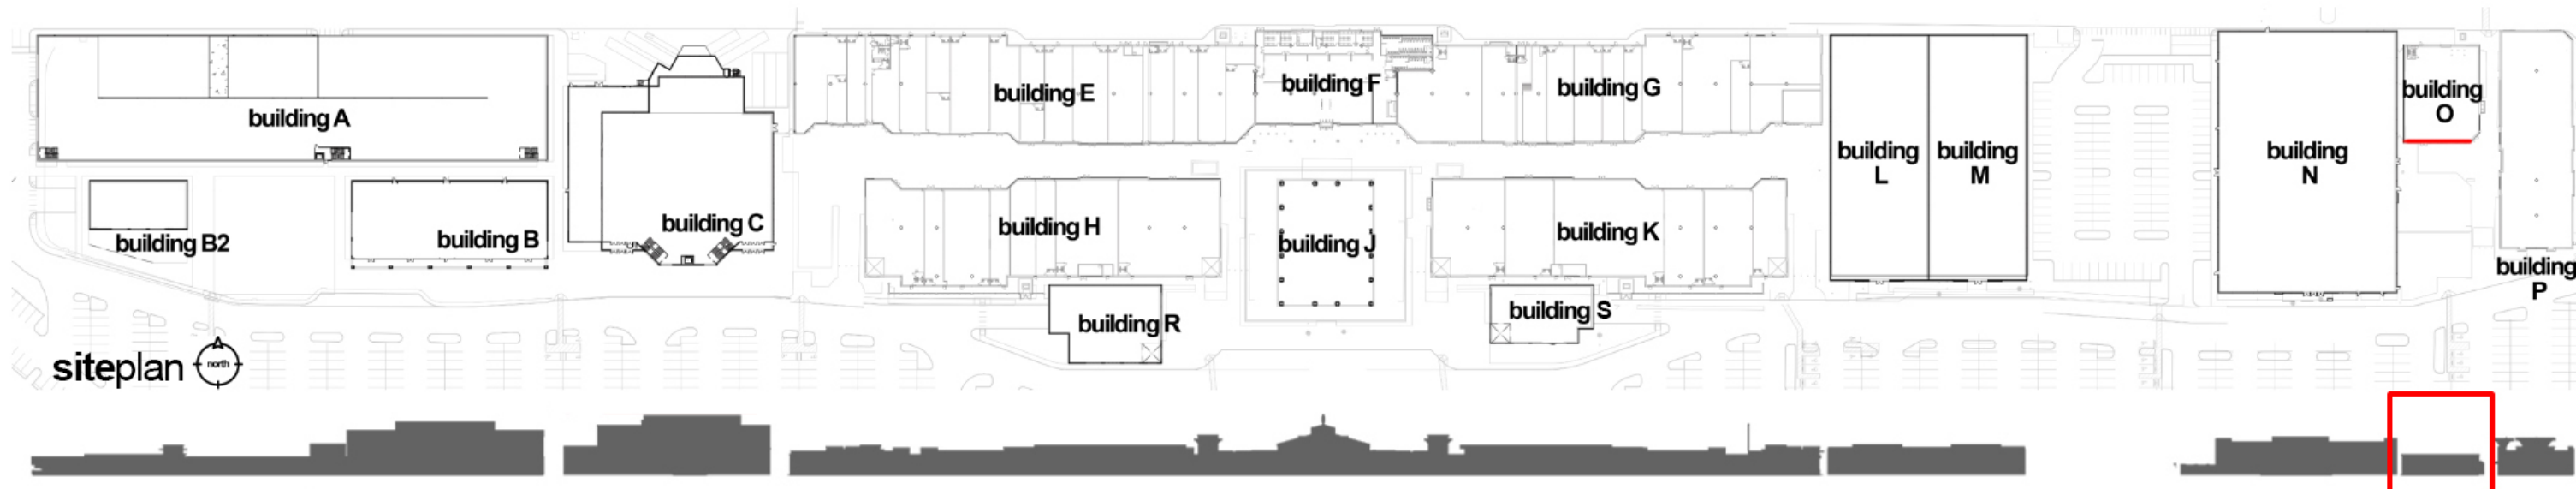 building A
building B2
building B
building C
building E
building F
building G
building H
building J
building K
building R
building S
building
L
building
M
building
N
building
O
building
P
siteplan
north